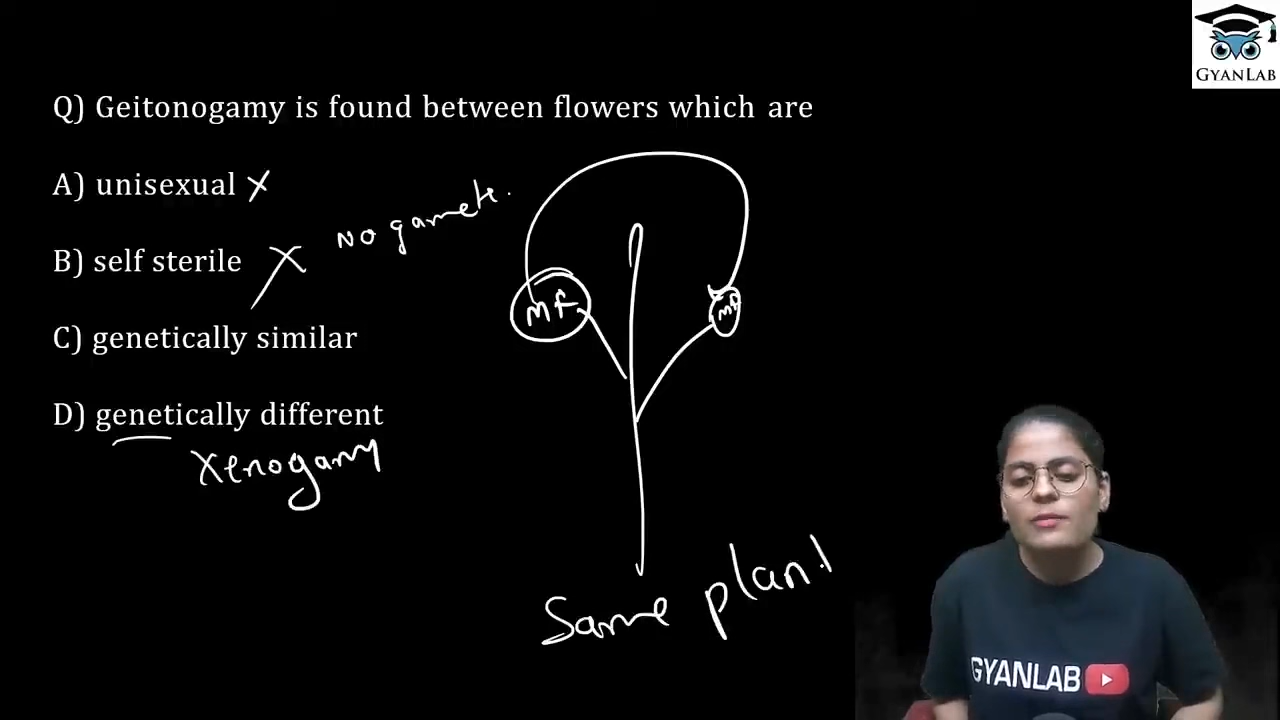 GYANLAB
Q) Geitonogamy is found between flowers which are
A) unisexual X
No gamete.
B) self sterile X
MF
MF
C) genetically similar
D) genetically different
Xenogamy
Same plant
GYANLAB